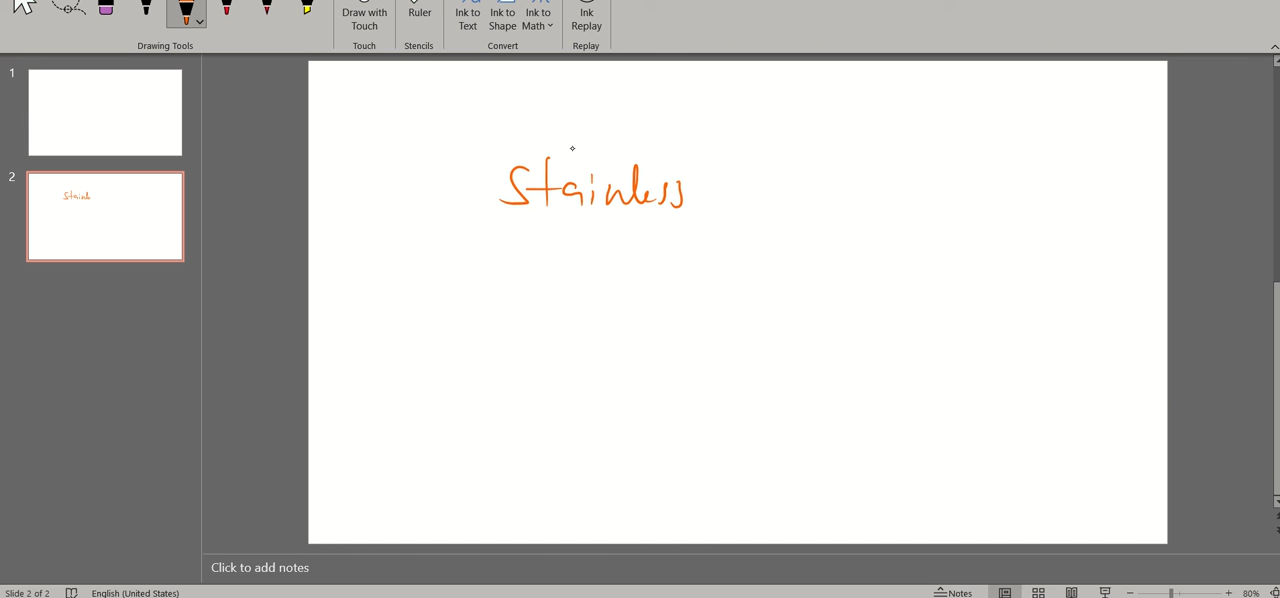 Draw with Touch
Ruler
Ink to Text
Ink to Shape
Ink to Math
Ink Replay
Drawing Tools
Touch
Stencils
Convert
Replay
1
2
Stainle
Stainless
Click to add notes
Slide 2 of 2
English (United States)
Notes
80%